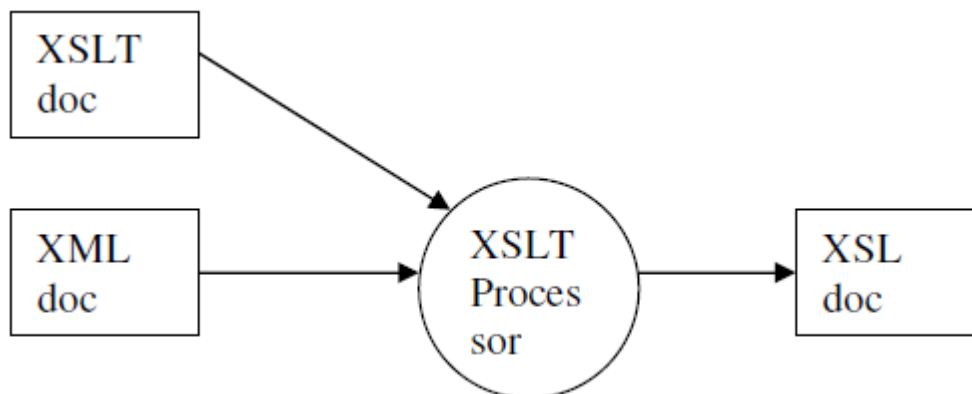 XSLT
doc
XML
doc
XSLT
Proces
sor
XSL
doc